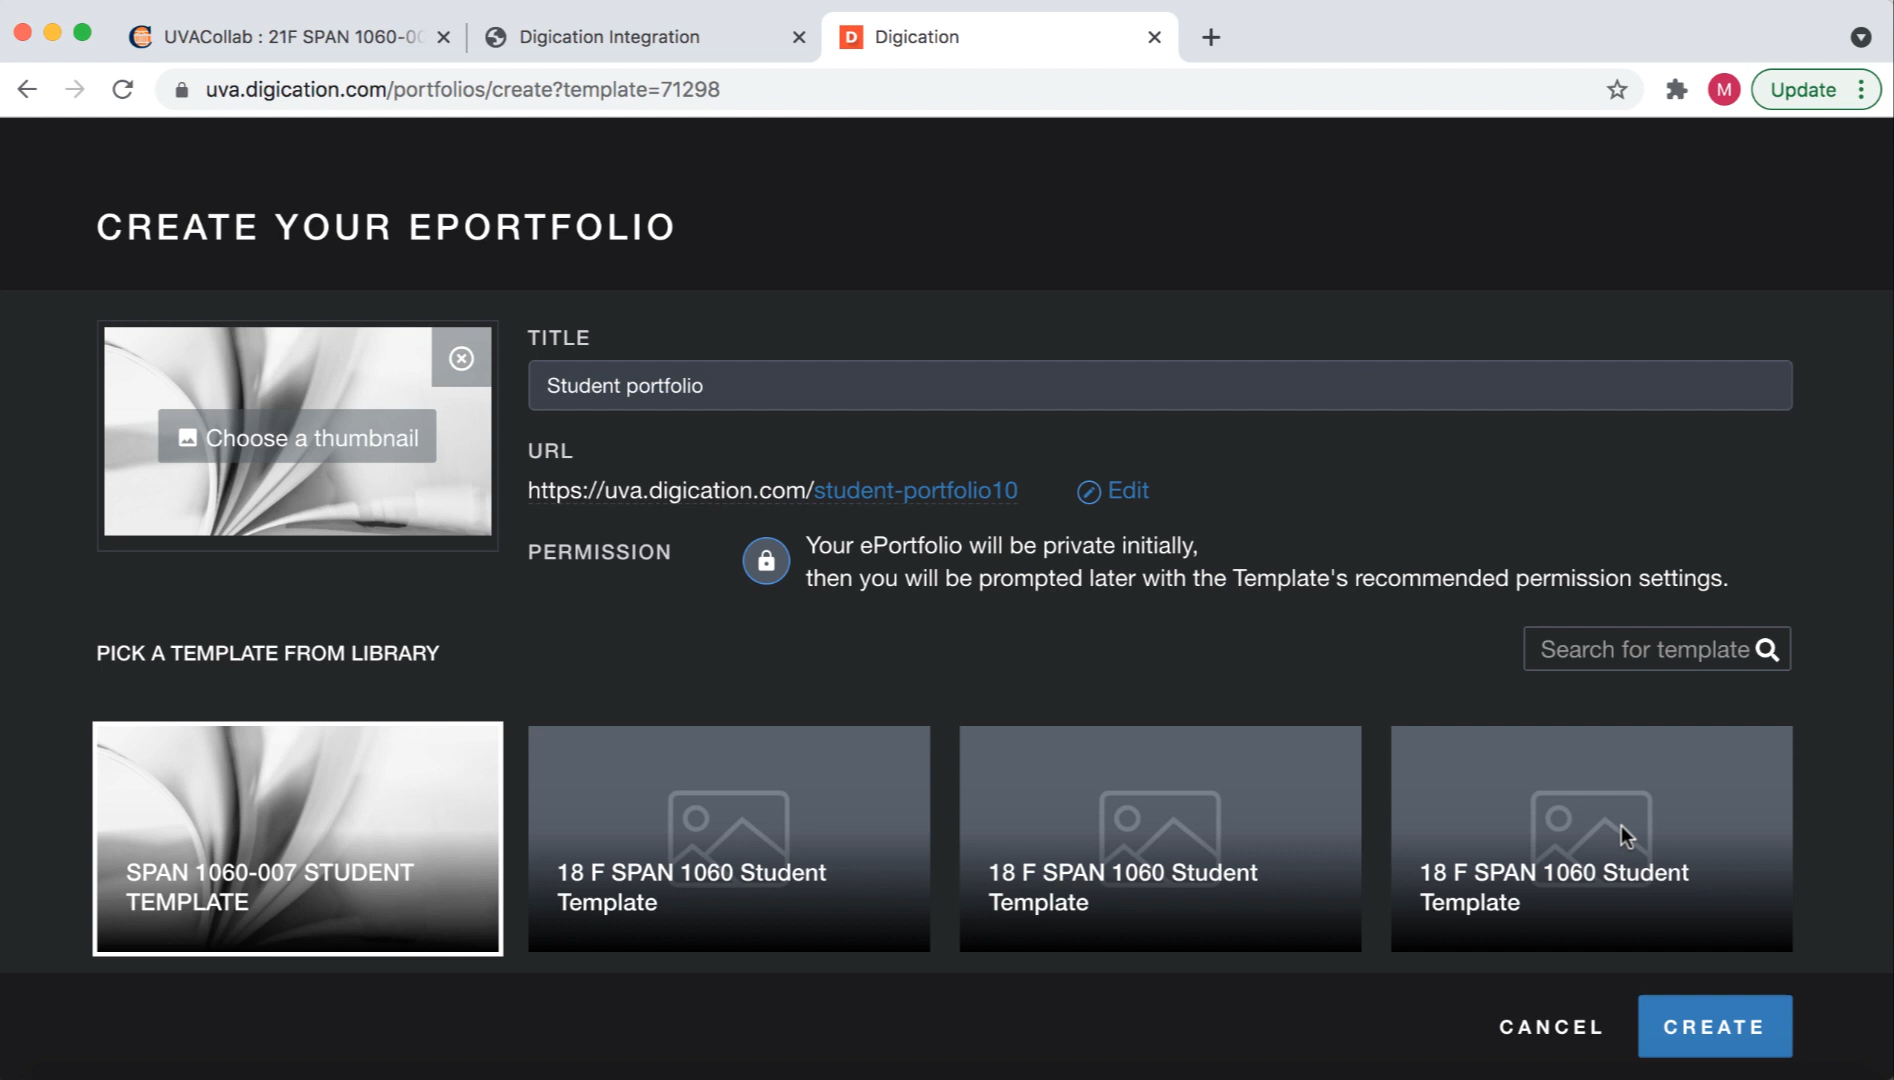 UVACollab : 21F SPAN 1060-00
Digication Integration
D Digication
uva.digication.com/portfolios/create?template=71298
M
Update
CREATE YOUR EPORTFOLIO
Choose a thumbnail
TITLE
Student portfolio
URL
https://uva.digication.com/student-portfolio10
Edit
PERMISSION
Your ePortfolio will be private initially,
then you will be prompted later with the Template's recommended permission settings.
PICK A TEMPLATE FROM LIBRARY
Search for template
SPAN 1060-007 STUDENT
TEMPLATE
18 F SPAN 1060 Student
Template
18 F SPAN 1060 Student
Template
18 F SPAN 1060 Student
Template
CANCEL
CREATE